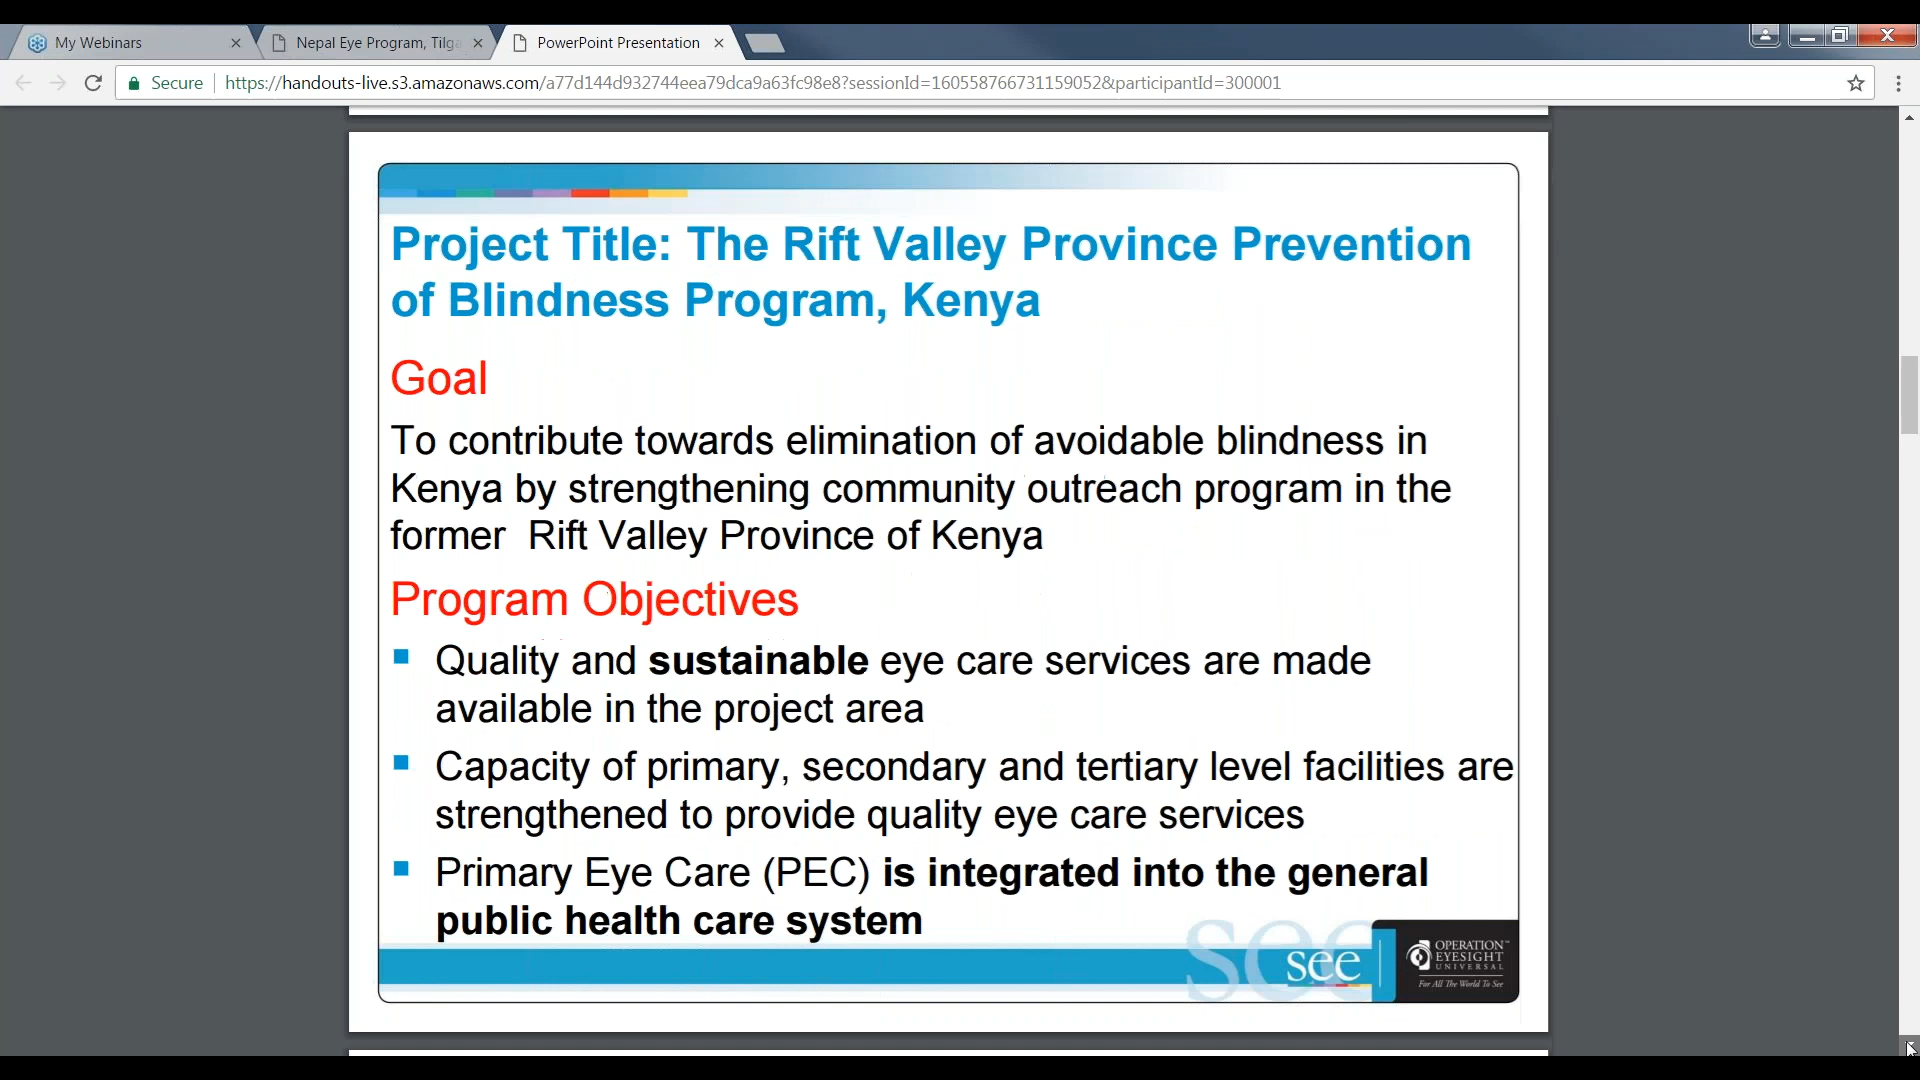 My Webinars
Nepal Eye Program, Tilga
PowerPoint Presentation
Secure
https://handouts-live.s3.amazonaws.com/a77d144d932744eea79dca9a63fc98e8?sessionId=1605587667311590528&participantId=300001
Project Title: The Rift Valley Province Prevention
of Blindness Program, Kenya
Goal
To contribute towards elimination of avoidable blindness in
Kenya by strengthening community outreach program in the
former  Rift Valley Province of Kenya
Program Objectives
Quality and sustainable eye care services are made
available in the project area
Capacity of primary, secondary and tertiary level facilities are
strengthened to provide quality eye care services
Primary Eye Care (PEC) is integrated into the general
public health care system
see
see
OPERATION™
EYESIGHT
UNIVERSAL
For All The World To See